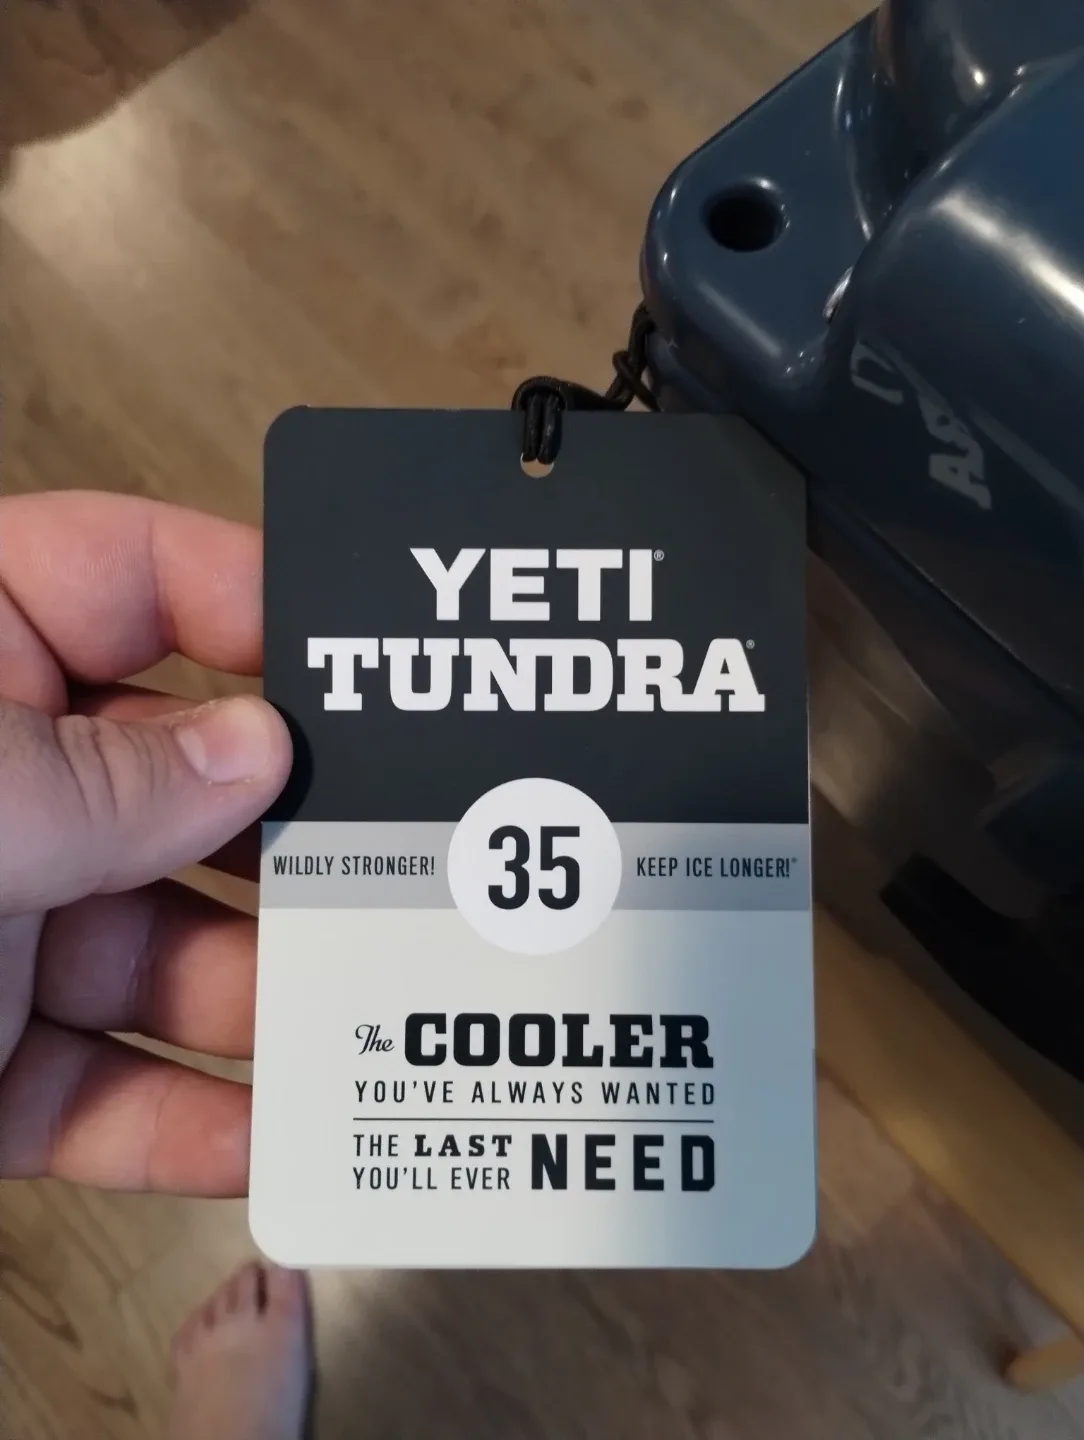 YETI®
TUNDRA®
WILDLY STRONGER! 35 KEEP ICE LONGER!®
The COOLER
YOU'VE ALWAYS WANTED
THE LAST
YOU'LL EVER NEED